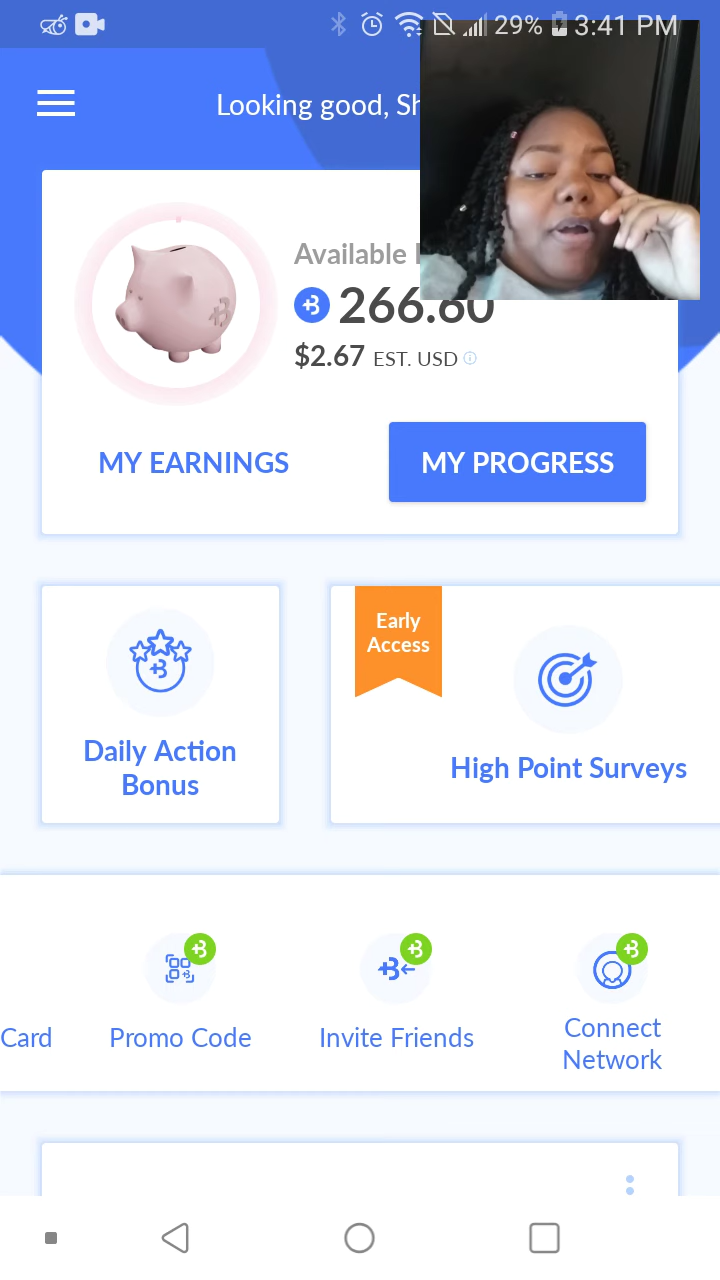 29% 3:41 PM
Looking good,
Available
266.60
$2.67 EST. USD
MY EARNINGS
MY PROGRESS
Early
Access
Daily Action
Bonus
High Point Surveys
Card
Promo Code
Invite Friends
Connect
Network